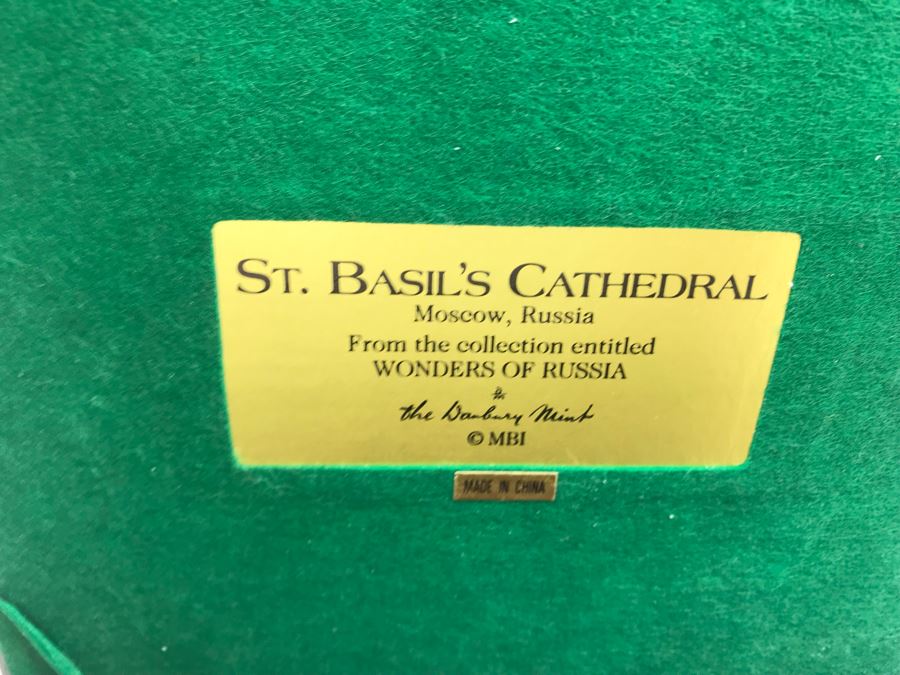 ST. BASIL'S CATHEDRAL
Moscow, Russia
From the collection entitled
WONDERS OF RUSSIA
the Danbury Mint
© MBI
MADE IN CHINA